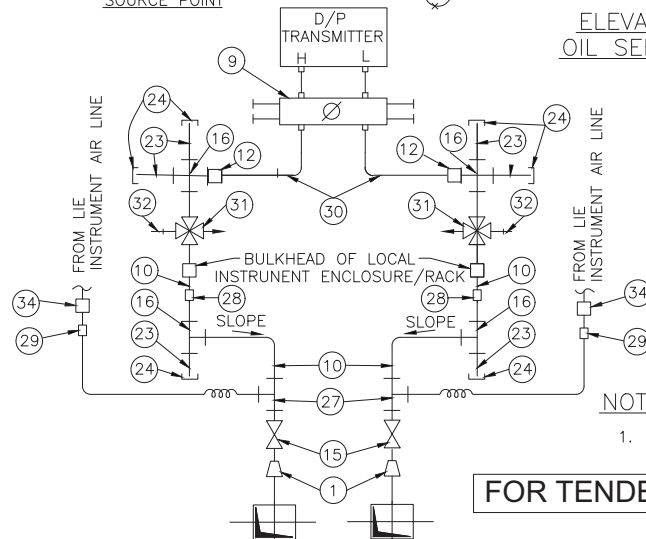 SOURCE POINT
ELEVA
OIL SE
D/P
TRANSMITTER
H L
9
24
24
23
16
16
23
12
12
32
31
30
31
32
FROM LIE
INSTRUMENT AIR LINE
FROM LIE
INSTRUMENT AIR LINE
BULKHEAD OF LOCAL
INSTRUNENT ENCLOSURE/RACK
10
10
34
28
28
34
16
16
SLOPE
SLOPE
29
23
23
29
10
24
24
27
NOT
1.
15
1
FOR TENDE